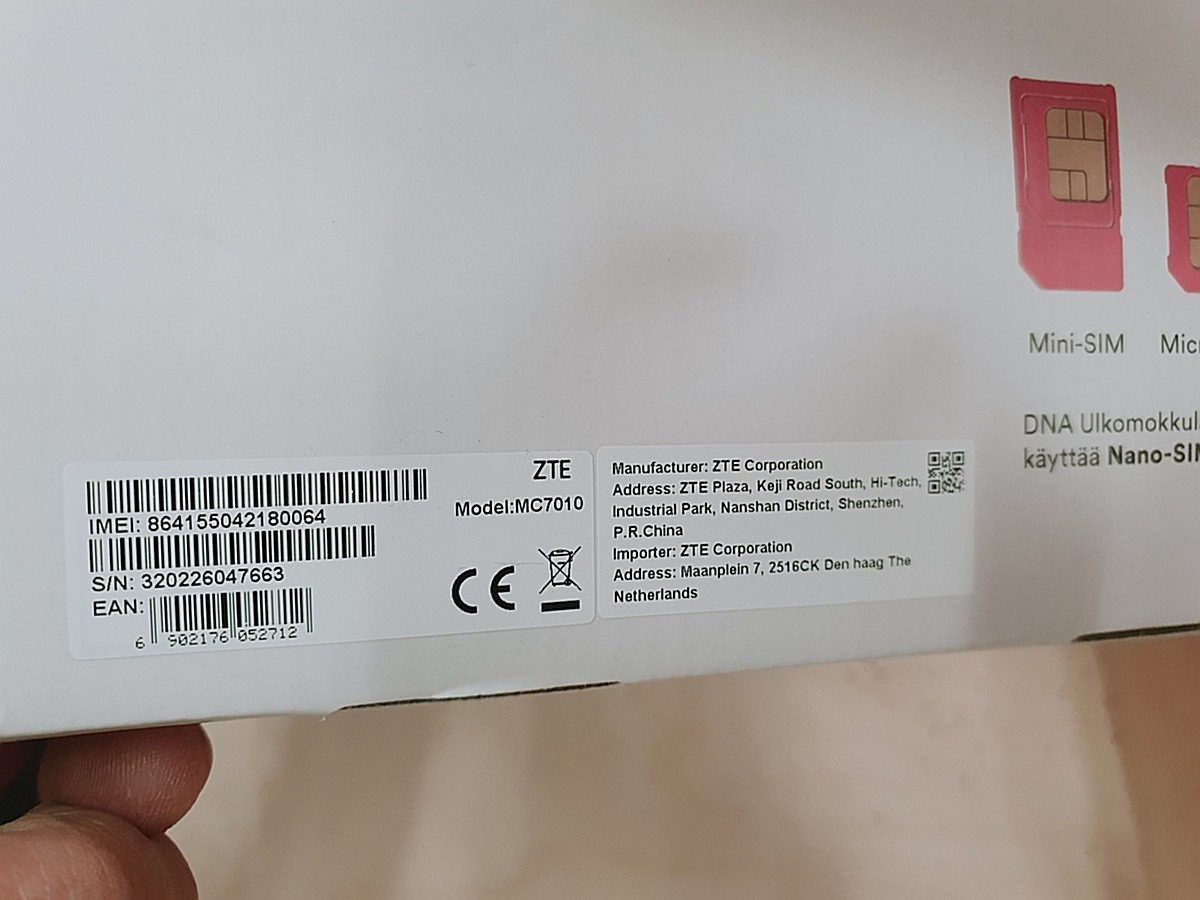 Mini-SIM
DNA
käyttää Nano-SIM
ZTE
Model:MC7010
IMEI: 864155042180064
S/N: 320226047663
EAN:
6 902176 052712
Manufacturer: ZTE Corporation
Address: ZTE Plaza, Keji Road South, Hi-Tech,
Industrial Park, Nanshan District, Shenzhen,
P.R.China
Importer: ZTE Corporation
Address: Maanplein 7, 2516CK Den haag The
Netherlands